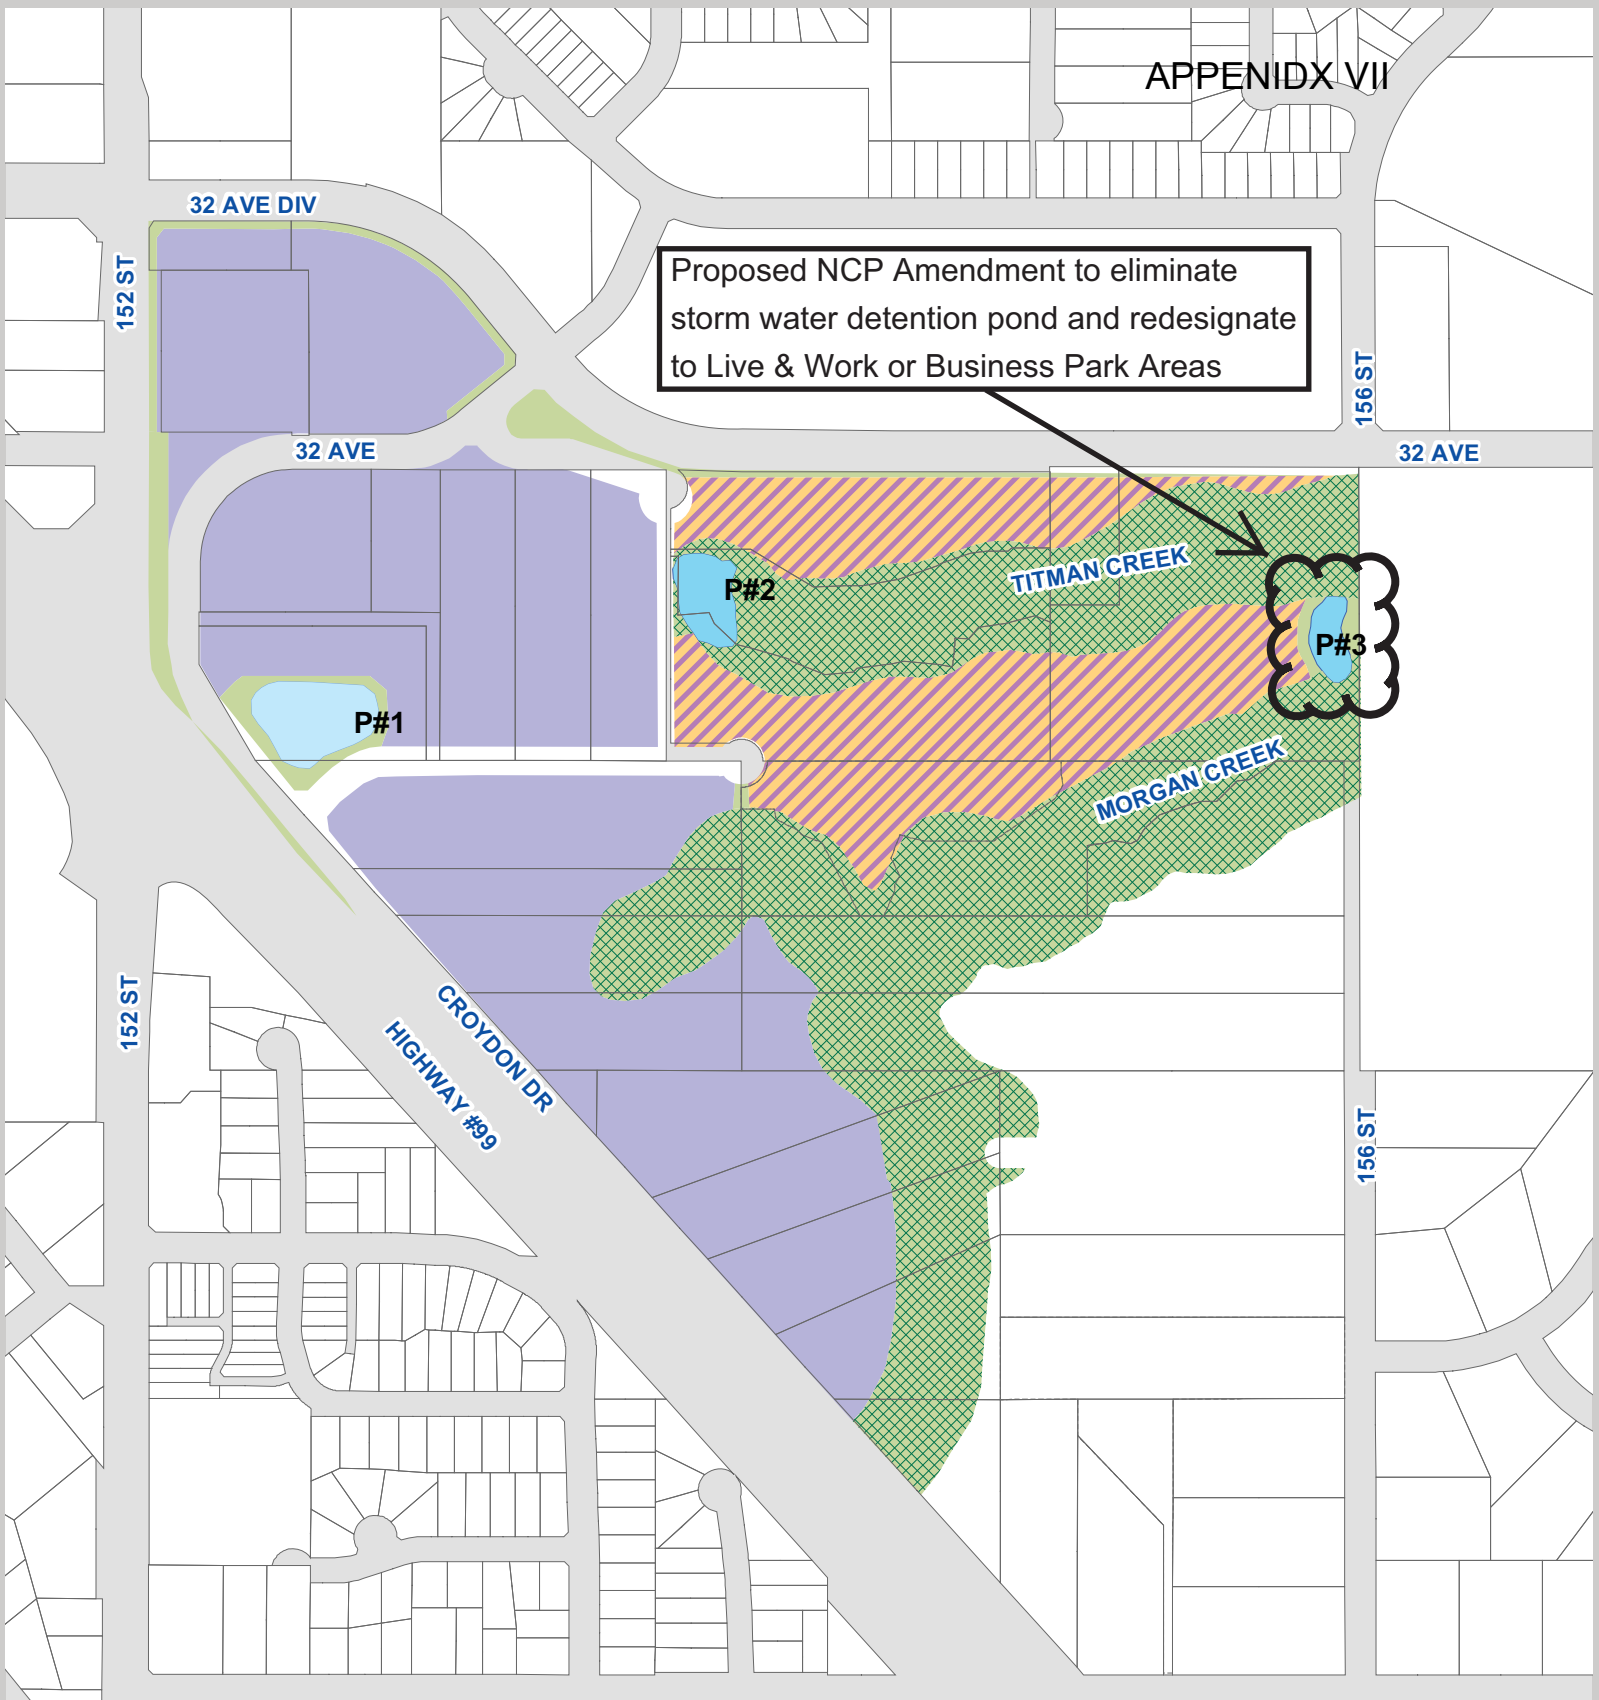 APPENIDX VII
32 AVE DIV
152 ST
Proposed NCP Amendment to eliminate
storm water detention pond and redesignate
to Live & Work or Business Park Areas
156 ST
32 AVE
32 AVE
TITMAN CREEK
P#2
P#3
P#1
MORGAN CREEK
152 ST
CROYDON DR
HIGHWAY #99
156 ST